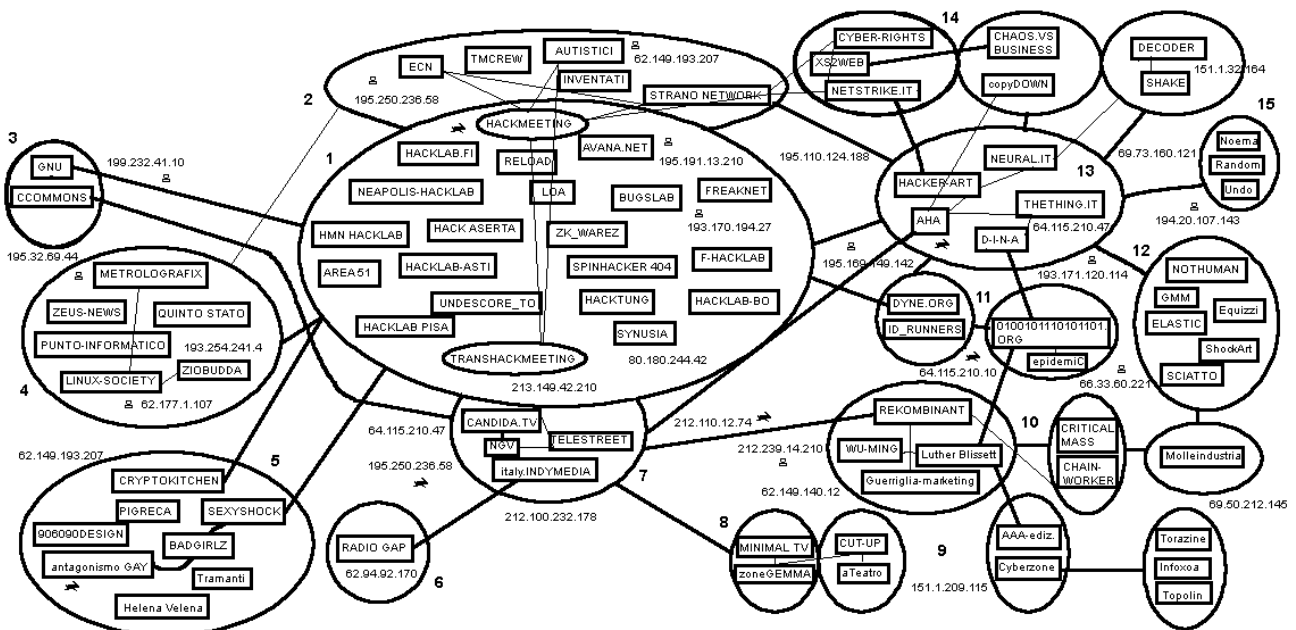 14
CYBER-RIGHTS
XS2WEB
NETSTRIKE.IT
CHAOS.VS
BUSINESS
copyDOWN
DECODER
151.1.32.164
SHAKE
2
ECN
TMCREW
AUTISTICI
62.149.193.207
INVENTATI
STRANO NETWORK
195.250.236.58
15
Noema
Random
Undo
194.20.107.143
3
GNU
CCOMMONS
199.232.41.10
195.32.69.44
1
HACKMEETING
HACKLAB.FI
RELOAD
AVANA.NET
195.191.13.210
NEAPOLIS-HACKLAB
LOA
BUGSLAB
FREAKNET
193.170.194.27
HMN HACKLAB
HACK ASERTA
ZK_WAREZ
F-HACKLAB
AREA51
HACKLAB-ASTI
SPINHACKER 404
UNDESCORE_TO
HACKTUNG
HACKLAB-BO
HACKLAB PISA
SYNUSIA
TRANSHACKMEETING
80.180.244.42
213.149.42.210
195.110.124.188
69.73.160.121
13
NEURAL.IT
HACKER-ART
THETHING.IT
AHA
64.115.210.47
D-I-N-A
195.169.149.142
193.171.120.114
12
NOTHUMAN
GMM
Equizzi
ELASTIC
ShockArt
SCIATTO
4
METROLOGRAFIX
ZEUS-NEWS
QUINTO STATO
PUNTO-INFORMATICO
193.254.241.4
LINUX-SOCIETY
ZIOBUDDA
62.177.1.107
11
DYNE.ORG
ID_RUNNERS
0100101110101101.
ORG
epidemiC
64.115.210.10
66.33.60.221
7
CANDIDA.TV
NGV
TELESTREET
italy.INDYMEDIA
64.115.210.47
195.250.236.58
212.100.232.178
212.110.12.74
212.239.14.210
62.149.140.12
REKOMBINANT
WU-MING
Luther Blissett
Guerriglia-marketing
10
CRITICAL
MASS
CHAIN-
WORKER
Molleindustria
69.50.212.145
62.149.193.207
5
CRYPTOKITCHEN
PIGRECA
SEXYSHOCK
906090DESIGN
BADGIRLZ
antagonismo GAY
Tramanti
Helena Velena
6
RADIO GAP
62.94.92.170
8
MINIMAL TV
zoneGEMMA
CUT-UP
aTeatro
9
AAA-ediz.
Cyberzone
151.1.209.115
Torazine
Infoxoa
Topolin